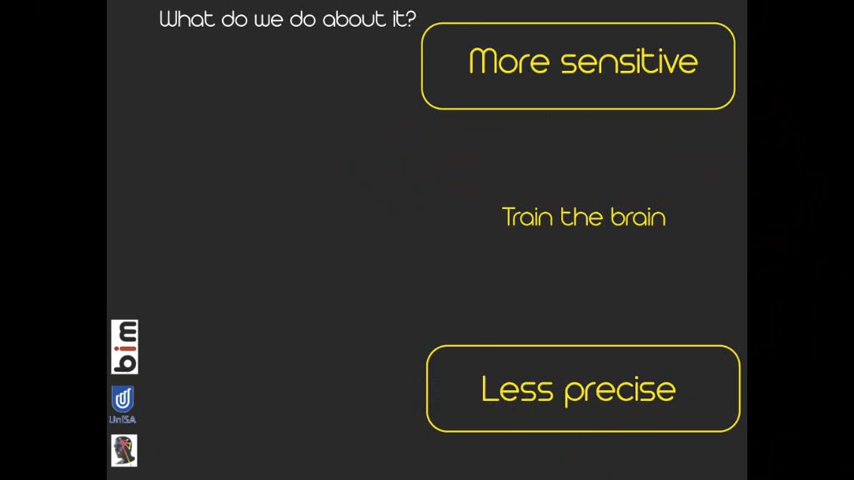 What do we do about it?
More sensitive
Train the brain
Less precise
bim
UnISA